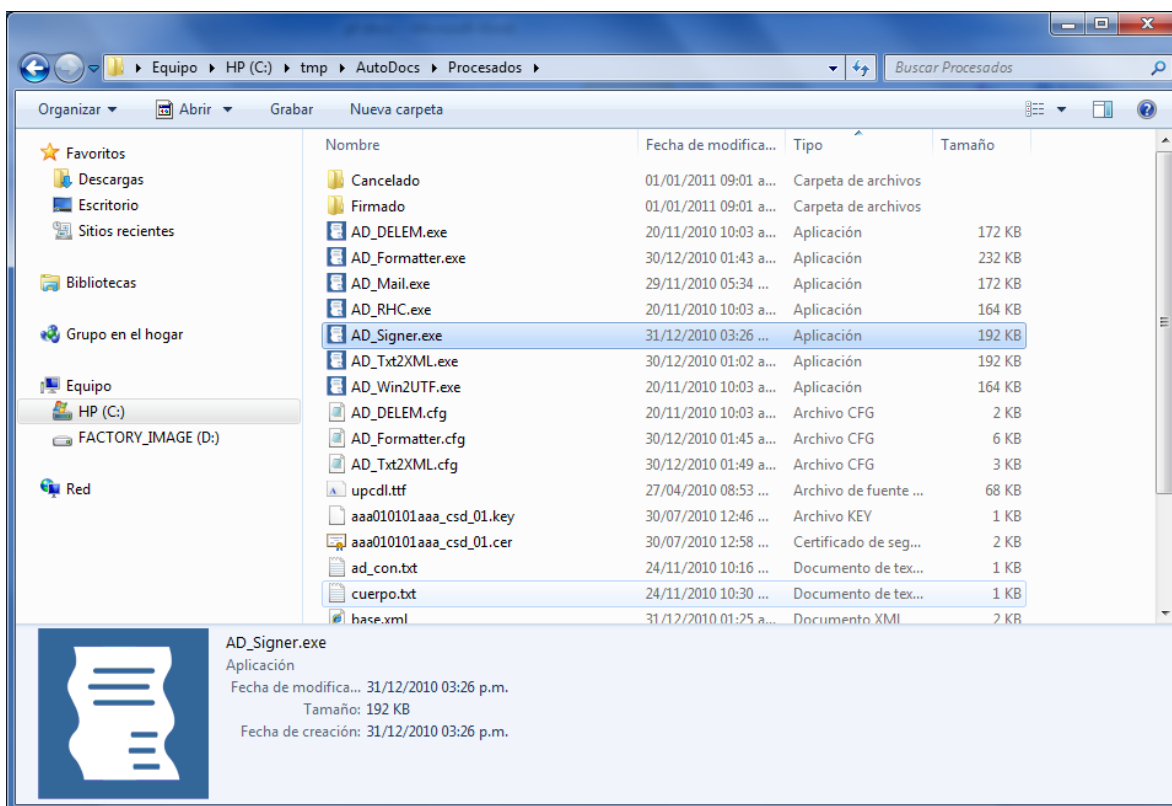 Equipo HP (C:) tmp AutoDocs Procesados Buscar Procesados
Organizar Abrir Grabar Nueva carpeta
Favoritos
Descargas
Escritorio
Sitios recientes
Bibliotecas
Grupo en el hogar
Equipo
HP (C:)
FACTORY_IMAGE (D:)
Red
Nombre Fecha de modifica... Tipo Tamaño
Cancelado 01/01/2011 09:01 a... Carpeta de archivos
Firmado 01/01/2011 09:01 a... Carpeta de archivos
AD_DELEM.exe 20/11/2010 10:03 a... Aplicación 172 KB
AD_Formatter.exe 30/12/2010 01:43 a... Aplicación 232 KB
AD_Mail.exe 29/11/2010 05:34 ... Aplicación 172 KB
AD_RHC.exe 20/11/2010 10:03 a... Aplicación 164 KB
AD_Signer.exe 31/12/2010 03:26 ... Aplicación 192 KB
AD_Txt2XML.exe 30/12/2010 01:02 a... Aplicación 192 KB
AD_Win2UTF.exe 20/11/2010 10:03 a... Aplicación 164 KB
AD_DELEM.cfg 20/11/2010 10:03 a... Archivo CFG 2 KB
AD_Formatter.cfg 30/12/2010 01:45 a... Archivo CFG 6 KB
AD_Txt2XML.cfg 30/12/2010 01:49 a... Archivo CFG 3 KB
upcdl.ttf 27/04/2010 08:53 ... Archivo de fuente ... 68 KB
aaa010101aaa_csd_01.key 30/07/2010 12:46 ... Archivo KEY 1 KB
aaa010101aaa_csd_01.cer 30/07/2010 12:58 ... Certificado de seg... 2 KB
ad_con.txt 24/11/2010 10:16 ... Documento de tex... 1 KB
cuerpo.txt 24/11/2010 10:30 ... Documento de tex... 1 KB
base.xml 31/12/2010 01:25 a... Documento XML 2 KB
AD_Signer.exe
Aplicación
Fecha de modifica... 31/12/2010 03:26 p.m.
Tamaño: 192 KB
Fecha de creación: 31/12/2010 03:26 p.m.